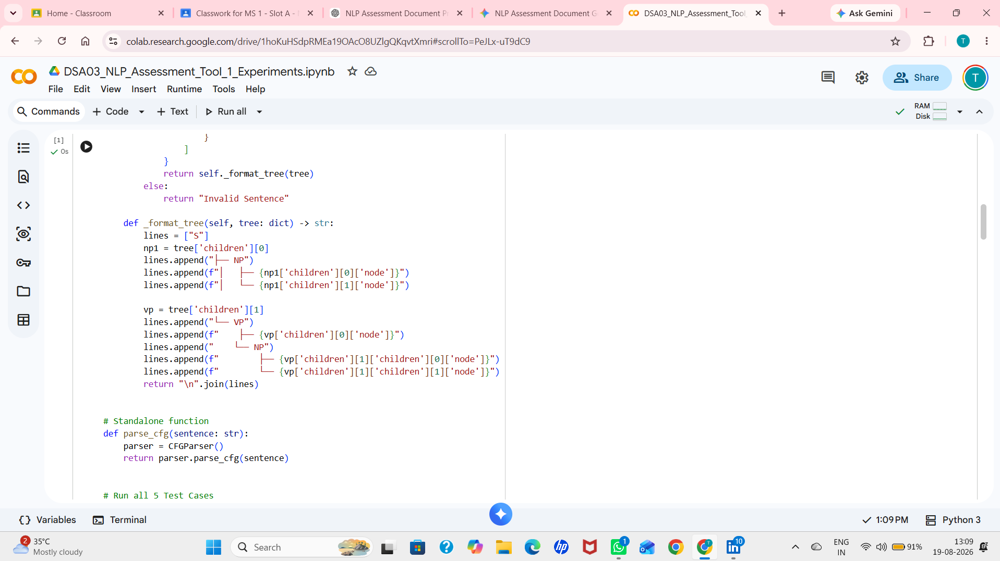 Home - Classroom
Classwork for MS 1 - Slot A -
NLP Assessment Document P
NLP Assessment Document G
DSA03_NLP_Assessment_Tool_
Ask Gemini
colab.research.google.com/drive/1hoKuHSdpRMEa19OAcO8UZlgQKqvtXmri#scrollTo=PeJLx-uT9dC9
T
DSA03_NLP_Assessment_Tool_1_Experiments.ipynb
Share
T
File Edit View Insert Runtime Tools Help
Commands + Code + Text Run all
RAM
Disk
[1]
0s
}
]
}
return self._format_tree(tree)
else:
return "Invalid Sentence"
def _format_tree(self, tree: dict) -> str:
lines = ["S"]
np1 = tree['children'][0]
lines.append("├── NP")
lines.append(f"│   ├── {np1['children'][0]['node']}")
lines.append(f"│   └── {np1['children'][1]['node']}")
vp = tree['children'][1]
lines.append("└── VP")
lines.append(f"    ├── {vp['children'][0]['node']}")
lines.append("    └── NP")
lines.append(f"        ├── {vp['children'][1]['children'][0]['node']}")
lines.append(f"        └── {vp['children'][1]['children'][1]['node']}")
return "\n".join(lines)
# Standalone function
def parse_cfg(sentence: str):
parser = CFGParser()
return parser.parse_cfg(sentence)
# Run all 5 Test Cases
{} Variables Terminal
1:09 PM Python 3
2
35°C
Mostly cloudy
Search
hp
1
T
in
10
ENG
IN
91%
13:09
19-08-2026